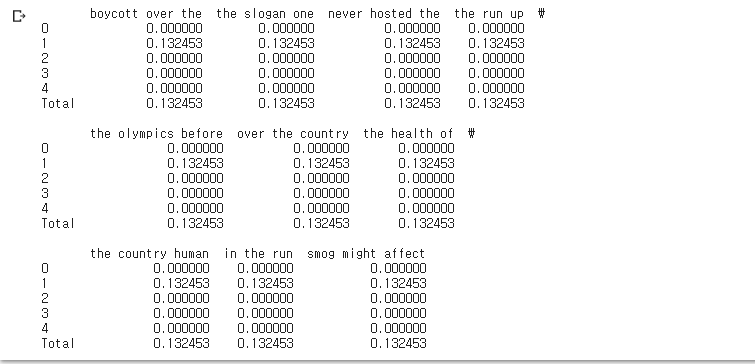 boycott over the the slogan one never hosted the the run up ₩
0 0.000000 0.000000 0.000000 0.000000
1 0.132453 0.132453 0.132453 0.132453
2 0.000000 0.000000 0.000000 0.000000
3 0.000000 0.000000 0.000000 0.000000
4 0.000000 0.000000 0.000000 0.000000
Total 0.132453 0.132453 0.132453 0.132453
the olympics before over the country the health of ₩
0 0.000000 0.000000 0.000000
1 0.132453 0.132453 0.132453
2 0.000000 0.000000 0.000000
3 0.000000 0.000000 0.000000
4 0.000000 0.000000 0.000000
Total 0.132453 0.132453 0.132453
the country human in the run smog might affect
0 0.000000 0.000000 0.000000
1 0.132453 0.132453 0.132453
2 0.000000 0.000000 0.000000
3 0.000000 0.000000 0.000000
4 0.000000 0.000000 0.000000
Total 0.132453 0.132453 0.132453